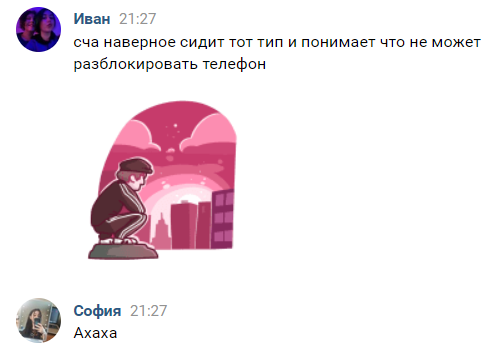 Иван 21:27
сча наверное сидит тот тип и понимает что не может
разблокировать телефон
София 21:27
Ахаха